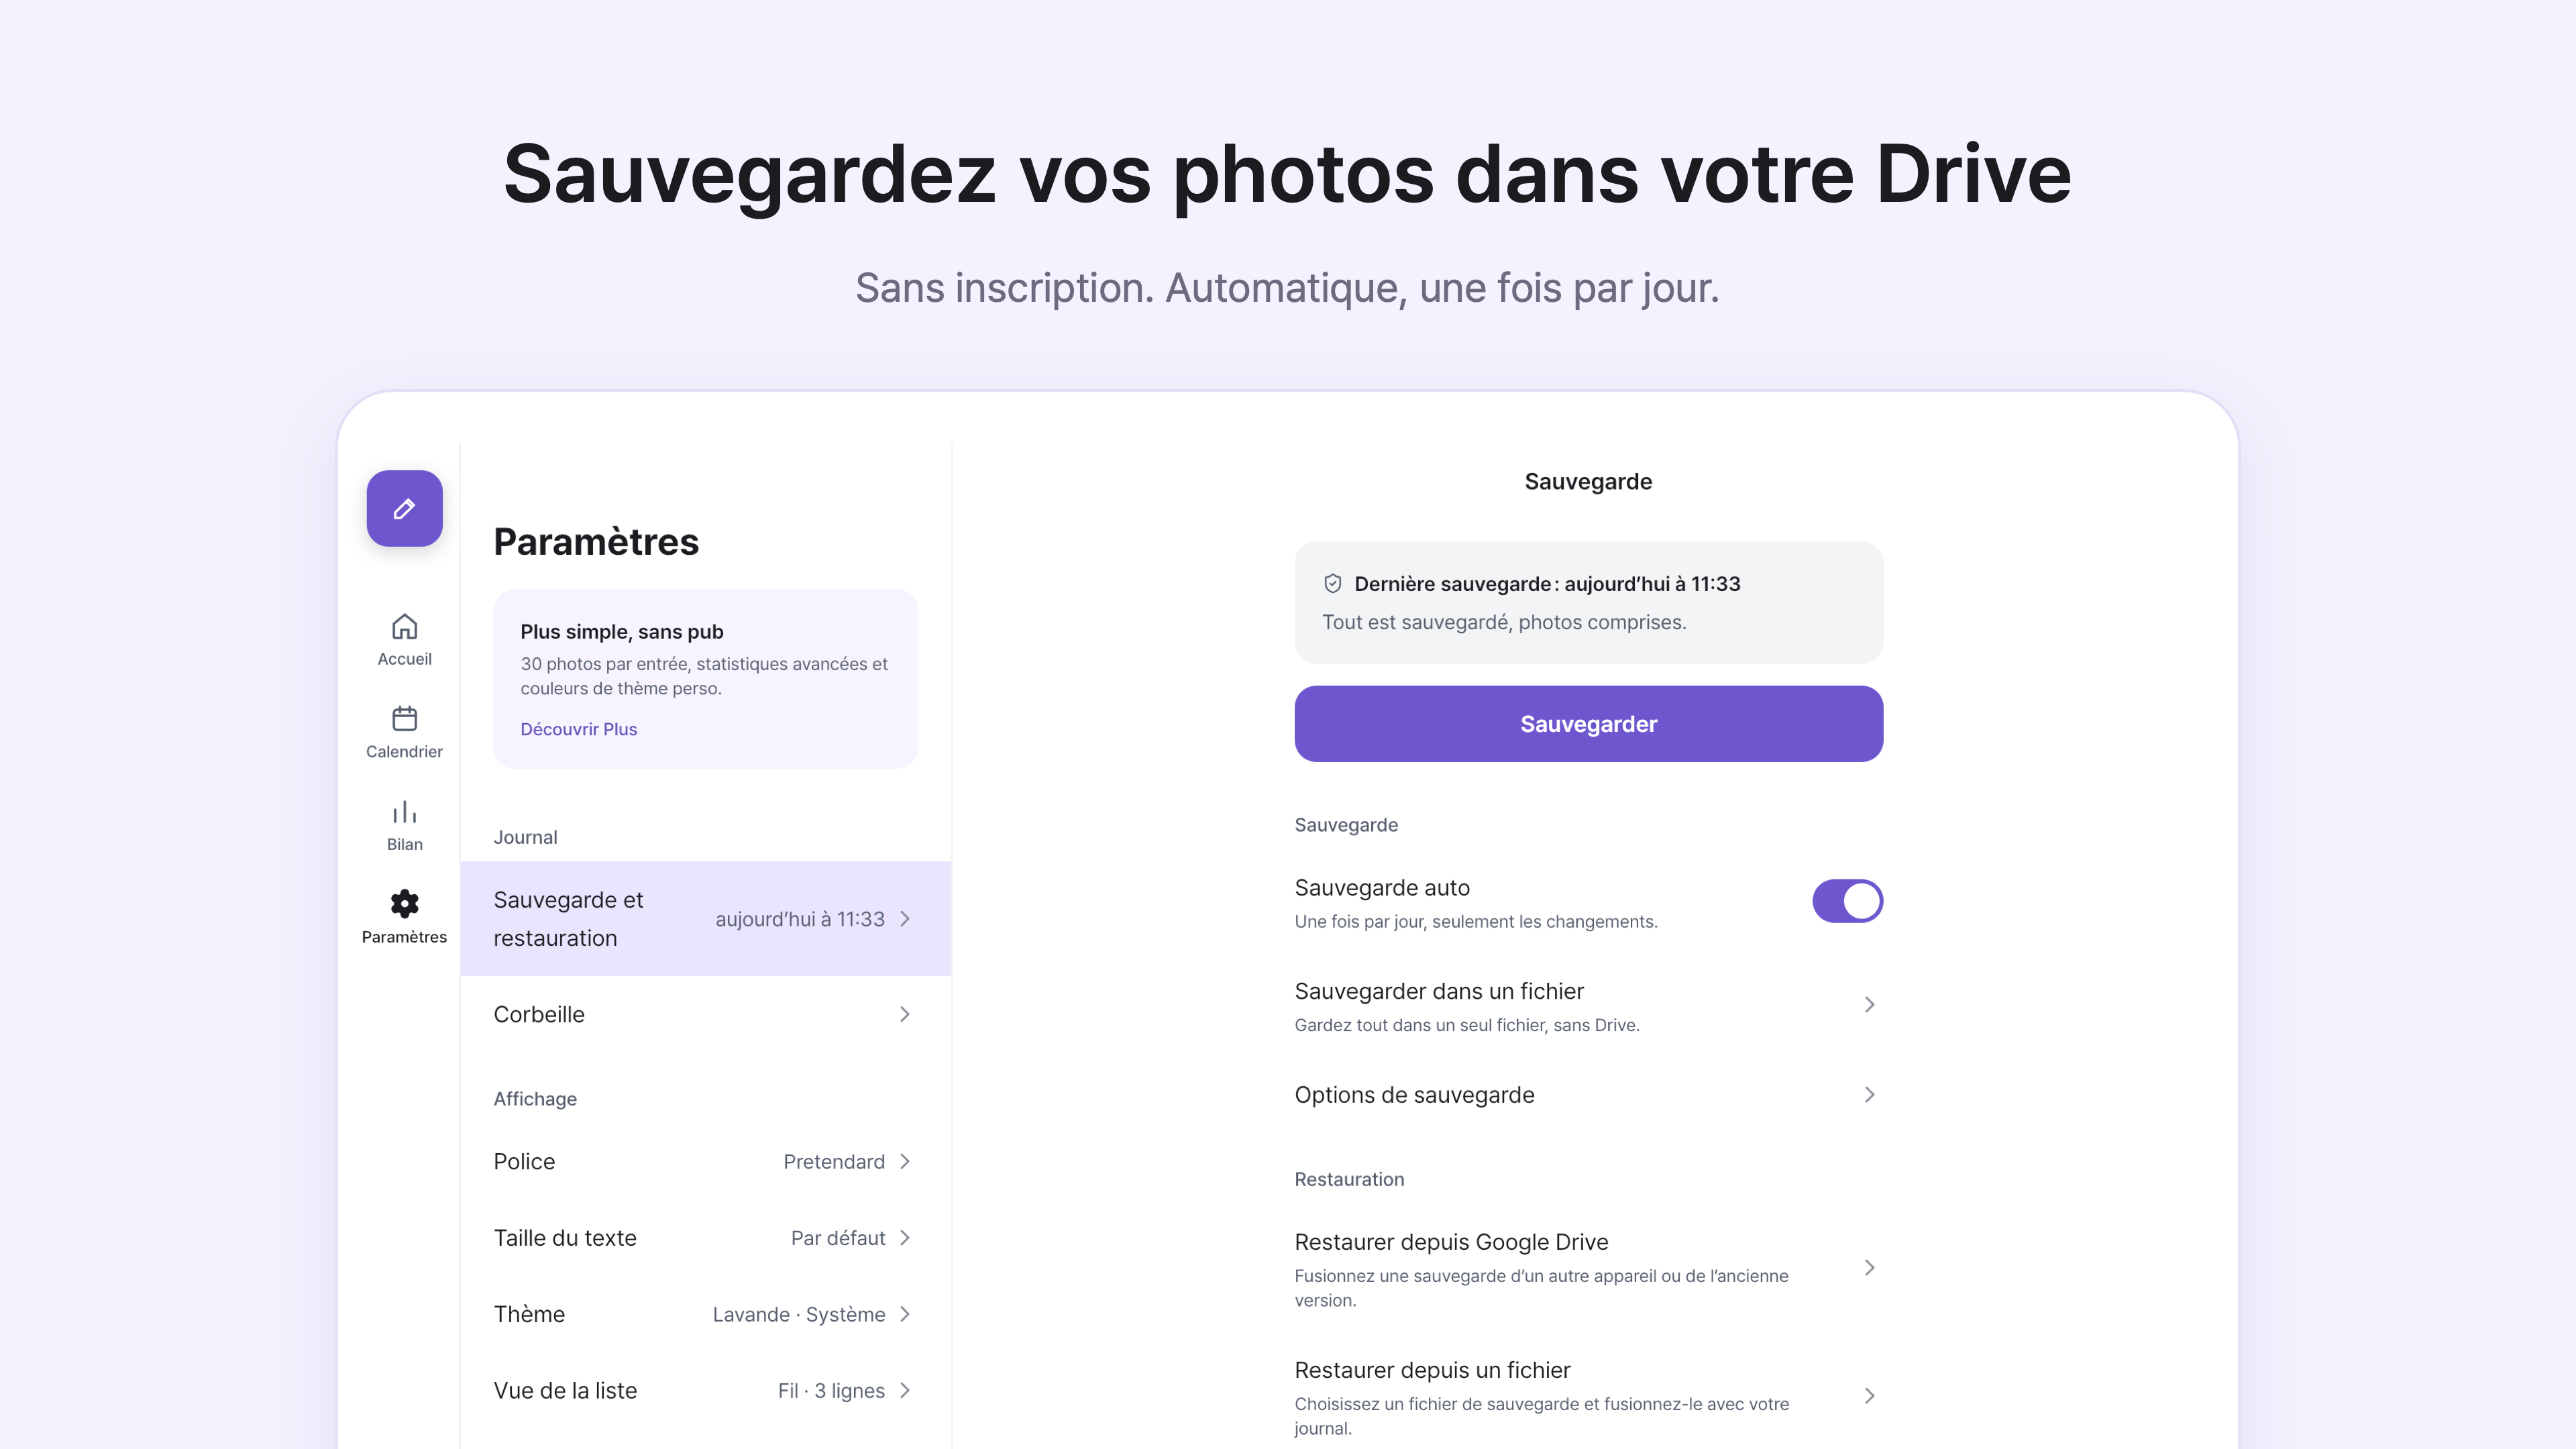 Sauvegardez vos photos dans votre Drive
Sans inscription. Automatique, une fois par jour.
Accueil
Calendrier
Bilan
Paramètres
Paramètres
Plus simple, sans pub
30 photos par entrée, statistiques avancées et
couleurs de thème perso.
Découvrir Plus
Journal
Sauvegarde et
restauration
aujourd’hui à 11:33
Corbeille
Affichage
Police
Pretendard
Taille du texte
Par défaut
Thème
Lavande · Système
Vue de la liste
Fil · 3 lignes
Sauvegarde
Dernière sauvegarde : aujourd’hui à 11:33
Tout est sauvegardé, photos comprises.
Sauvegarder
Sauvegarde
Sauvegarde auto
Une fois par jour, seulement les changements.
Sauvegarder dans un fichier
Gardez tout dans un seul fichier, sans Drive.
Options de sauvegarde
Restauration
Restaurer depuis Google Drive
Fusionnez une sauvegarde d’un autre appareil ou de l’ancienne
version.
Restaurer depuis un fichier
Choisissez un fichier de sauvegarde et fusionnez-le avec votre
journal.